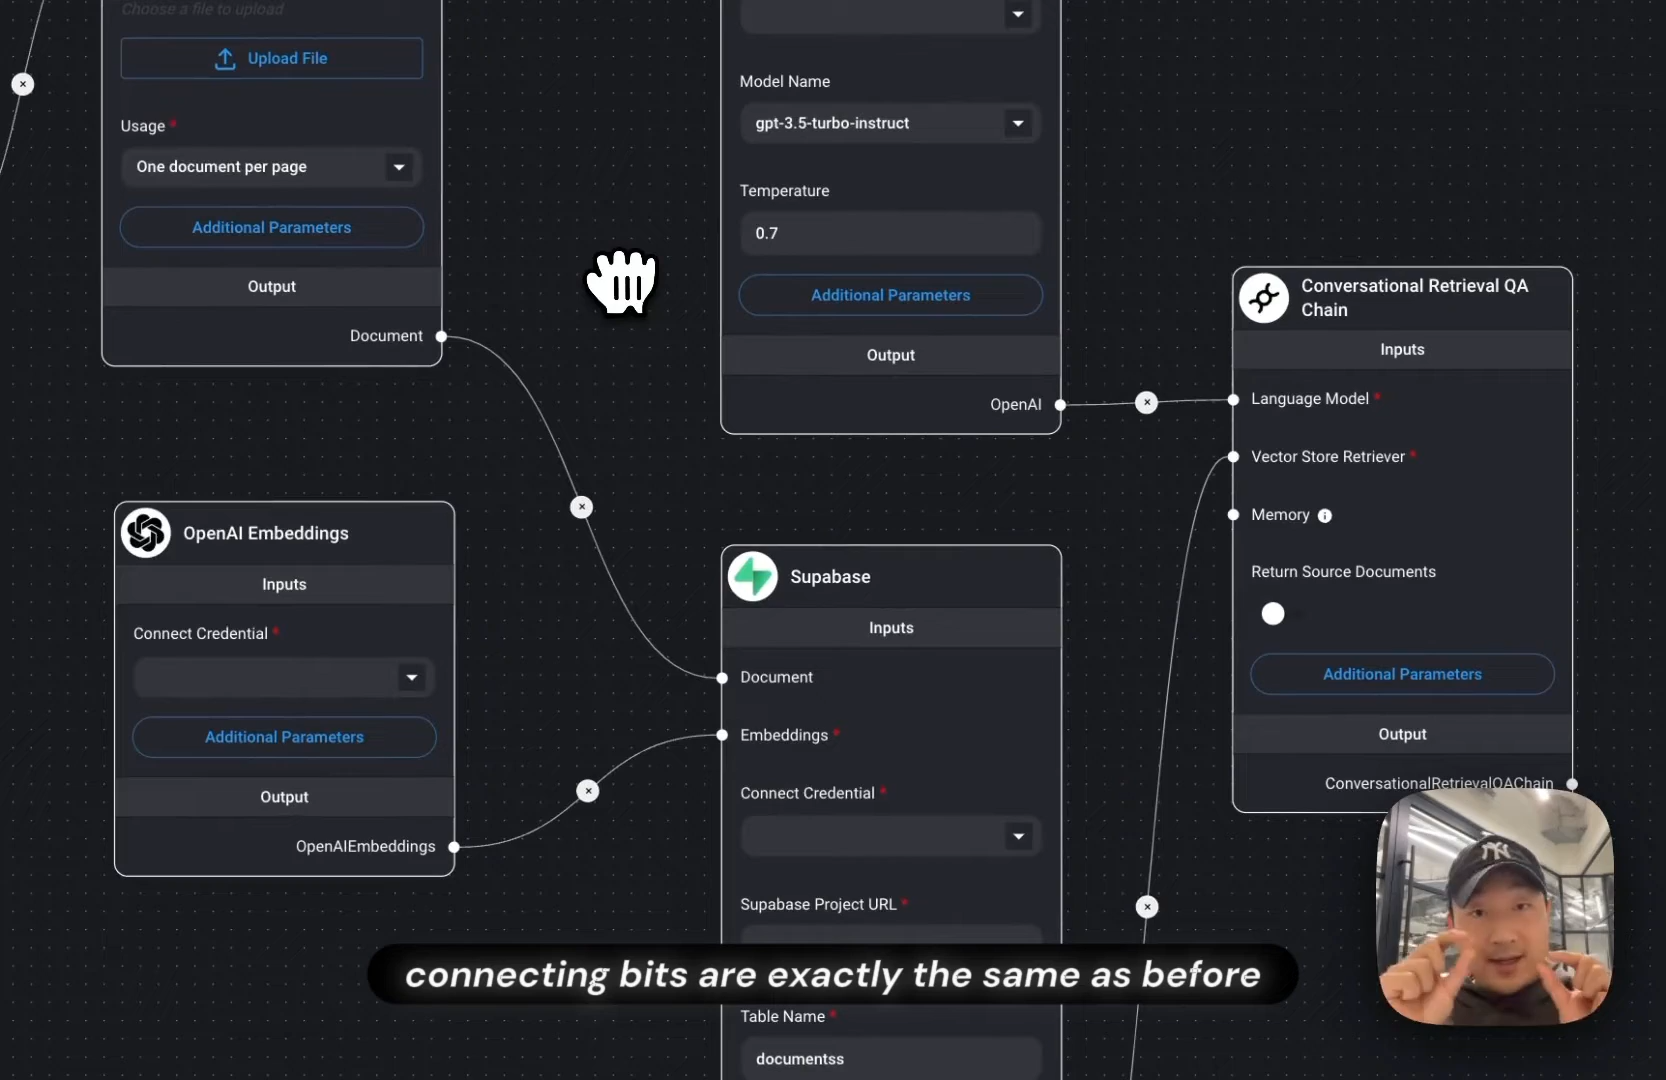 Choose a file to upload
Upload File
Usage *
One document per page
Additional Parameters
Output
Document
OpenAI Embeddings
Inputs
Connect Credential *
Additional Parameters
Output
OpenAIEmbeddings
Model Name
gpt-3.5-turbo-instruct
Temperature
0.7
Additional Parameters
Output
OpenAI
Supabase
Inputs
Document
Embeddings *
Connect Credential *
Supabase Project URL *
Table Name *
documentss
Conversational Retrieval QA
Chain
Inputs
Language Model *
Vector Store Retriever *
Memory
Return Source Documents
Additional Parameters
Output
ConversationalRetrievalQAChain
connecting bits are exactly the same as before
NY